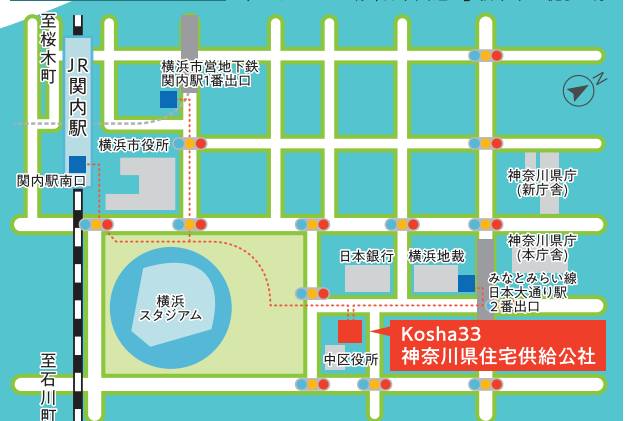 至桜木町
JR関内駅
横浜市営地下鉄
関内駅1番出口
N
横浜市役所
関内駅南口
神奈川県庁
(新庁舎)
神奈川県庁
(本庁舎)
日本銀行
横浜地裁
みなとみらい線
日本大通り駅
2番出口
横浜
スタジアム
Kosha33
神奈川県住宅供給公社
中区役所
至石川町